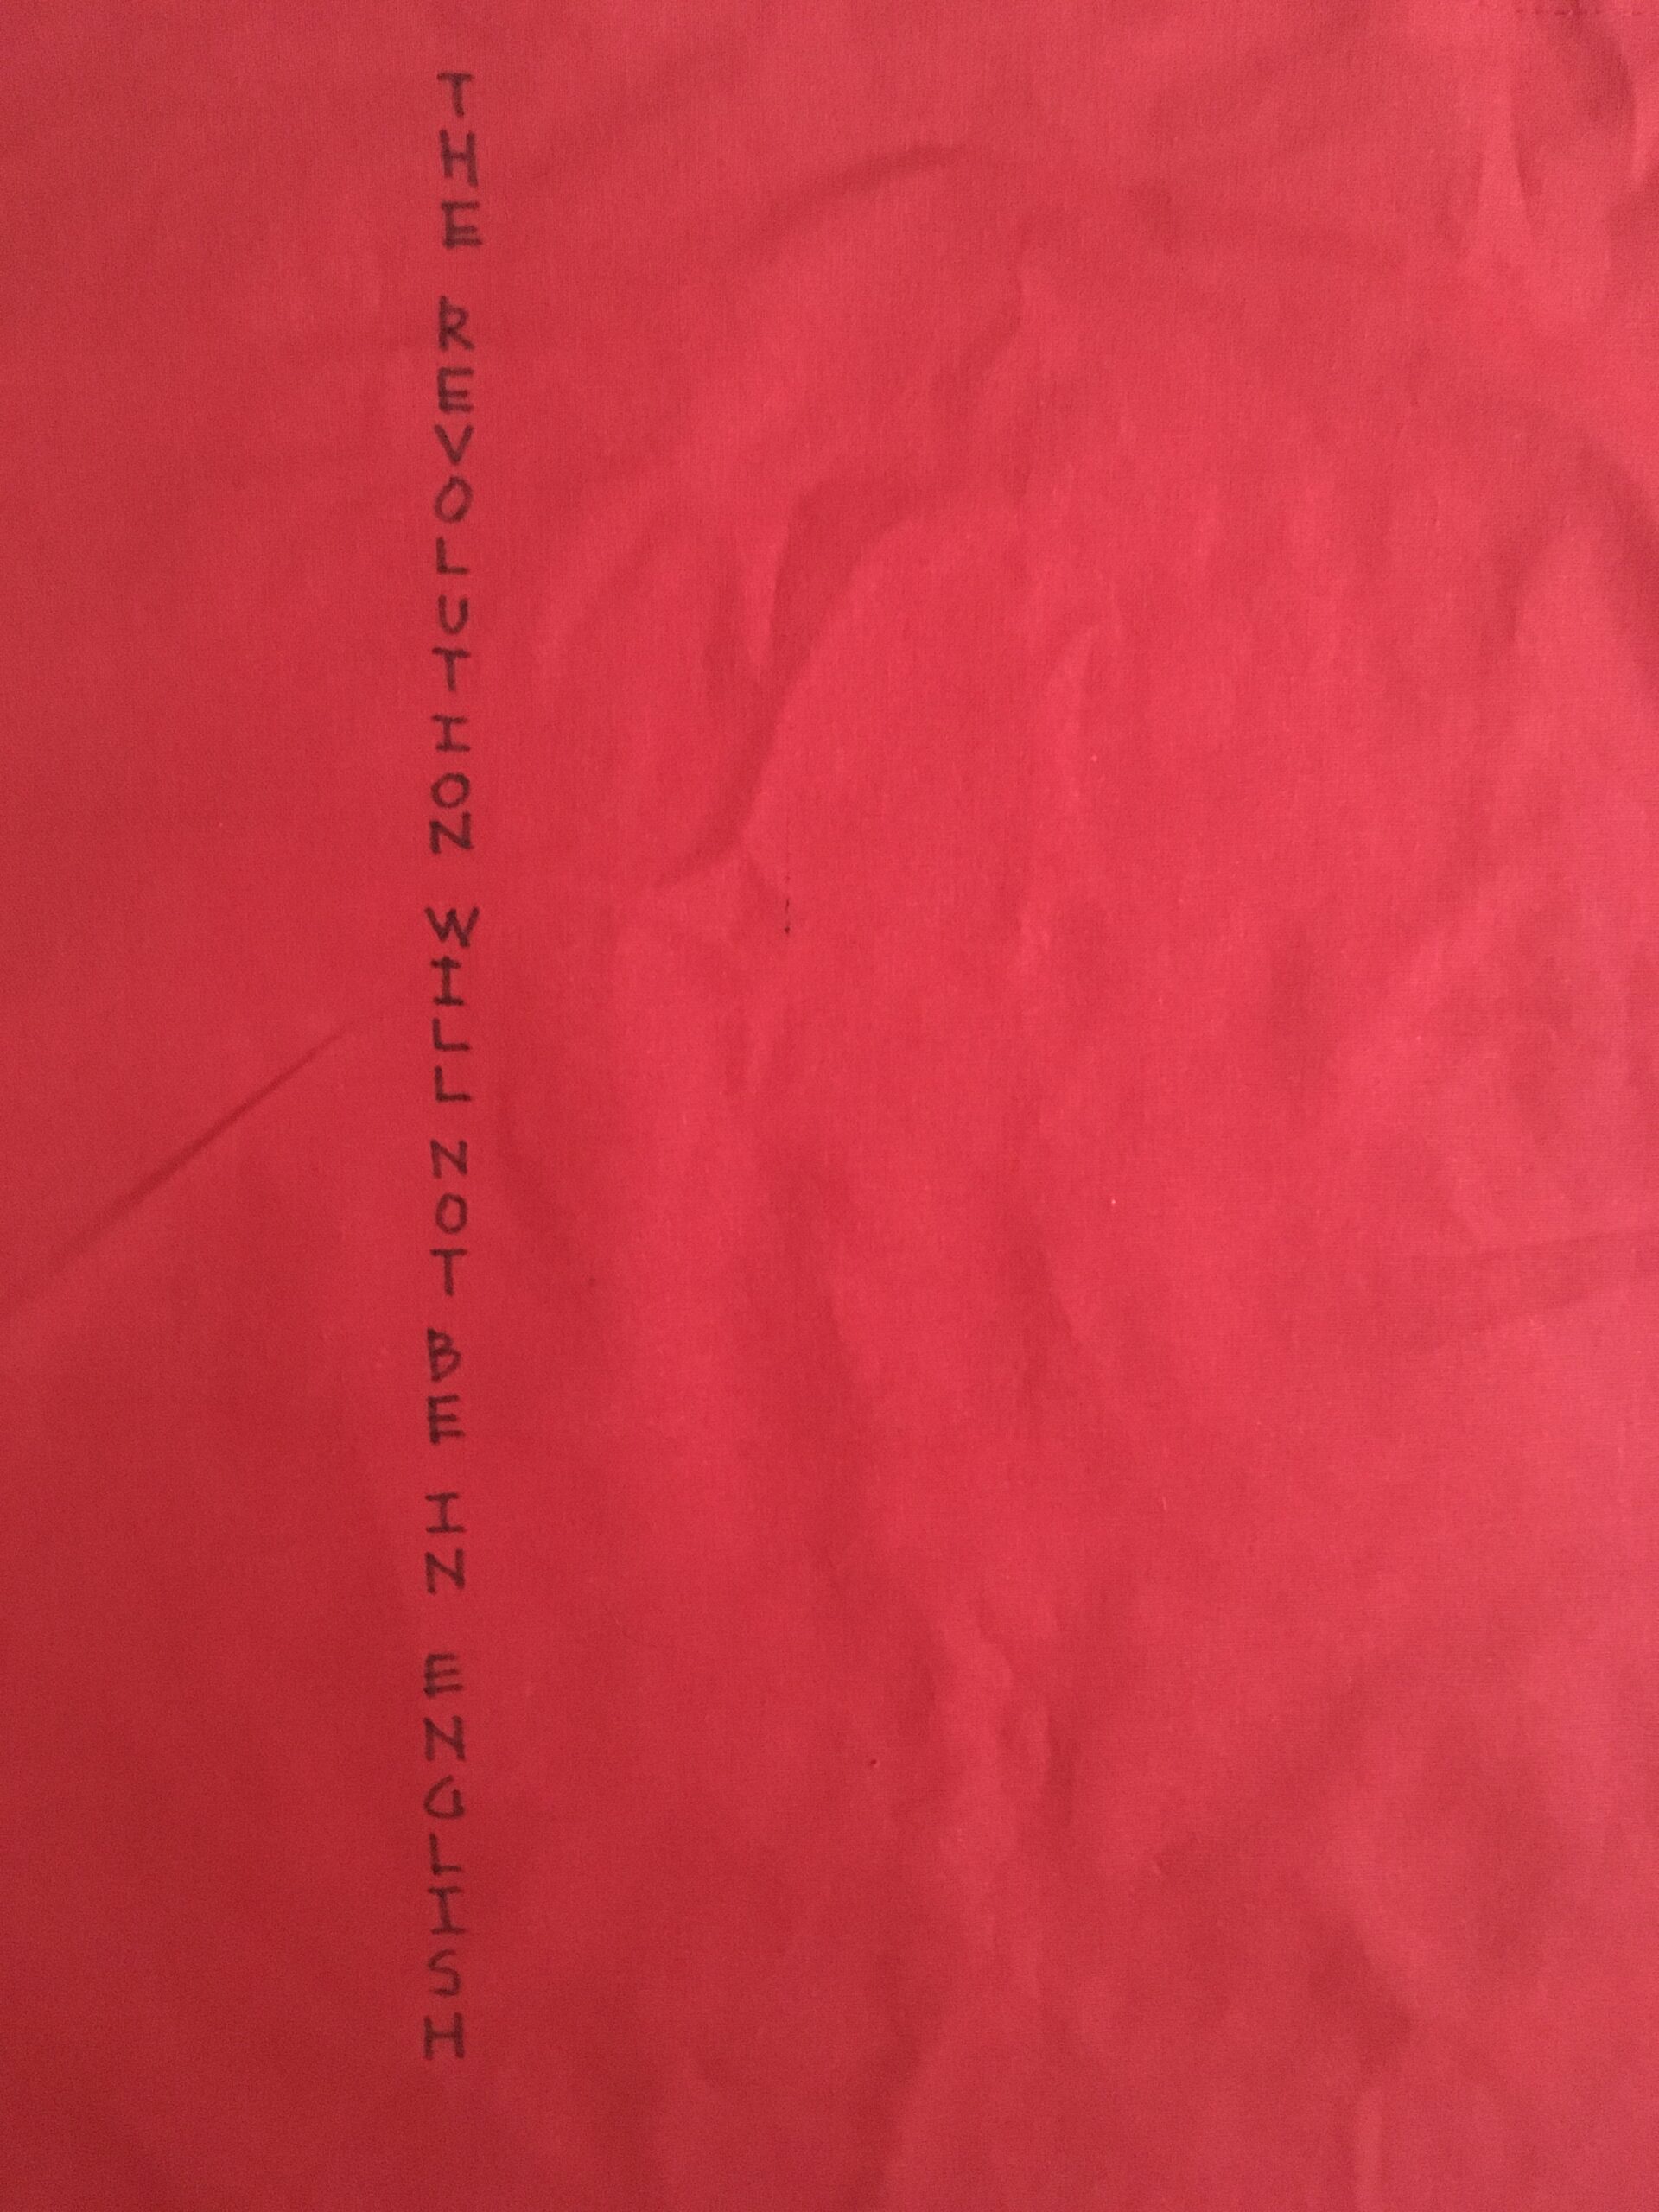 THE REVOLUTION WILL NOT BE IN ENGLISH